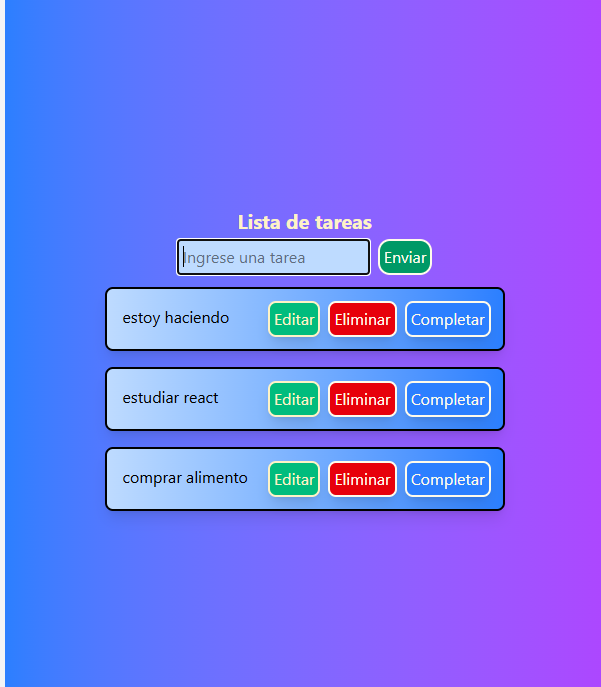 Lista de tareas
Ingrese una tarea Enviar
estoy haciendo Editar Eliminar Completar
estudiar react Editar Eliminar Completar
comprar alimento Editar Eliminar Completar